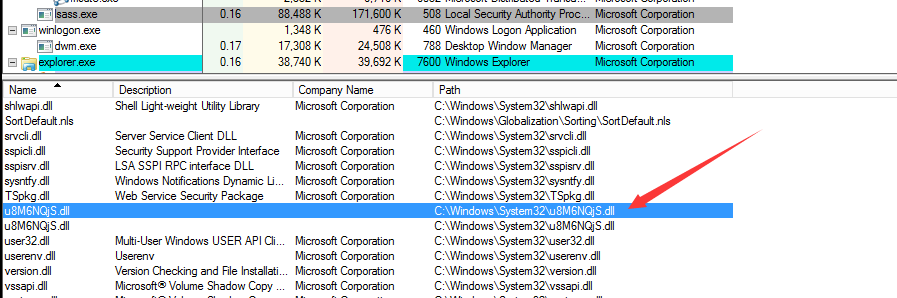 lsass.exe 0.16 88,488 K 171,600 K 508 Local Security Authority Proc... Microsoft Corporation
winlogon.exe 1,348 K 476 K 460 Windows Logon Application Microsoft Corporation
dwm.exe 0.17 17,308 K 24,508 K 788 Desktop Window Manager Microsoft Corporation
explorer.exe 0.16 38,740 K 39,692 K 7600 Windows Explorer Microsoft Corporation
Name Description Company Name Path
shlwapi.dll Shell Light-weight Utility Library Microsoft Corporation C:\Windows\System32\shlwapi.dll
SortDefault.nls C:\Windows\Globalization\Sorting\SortDefault.nls
srvcli.dll Server Service Client DLL Microsoft Corporation C:\Windows\System32\srvcli.dll
sspicli.dll Security Support Provider Interface Microsoft Corporation C:\Windows\System32\sspicli.dll
sspisrv.dll LSA SSPI RPC interface DLL Microsoft Corporation C:\Windows\System32\sspisrv.dll
sysntfy.dll Windows Notifications Dynamic Li... Microsoft Corporation C:\Windows\System32\sysntfy.dll
TSpkg.dll Web Service Security Package Microsoft Corporation C:\Windows\System32\TSpkg.dll
u8M6NQjS.dll C:\Windows\System32\u8M6NQjS.dll
u8M6NQjS.dll C:\Windows\System32\u8M6NQjS.dll
user32.dll Multi-User Windows USER API Cl... Microsoft Corporation C:\Windows\System32\user32.dll
userenv.dll Userenv Microsoft Corporation C:\Windows\System32\userenv.dll
version.dll Version Checking and File Installat... Microsoft Corporation C:\Windows\System32\version.dll
vssapi.dll Microsoft® Volume Shadow Copy ... Microsoft Corporation C:\Windows\System32\vssapi.dll